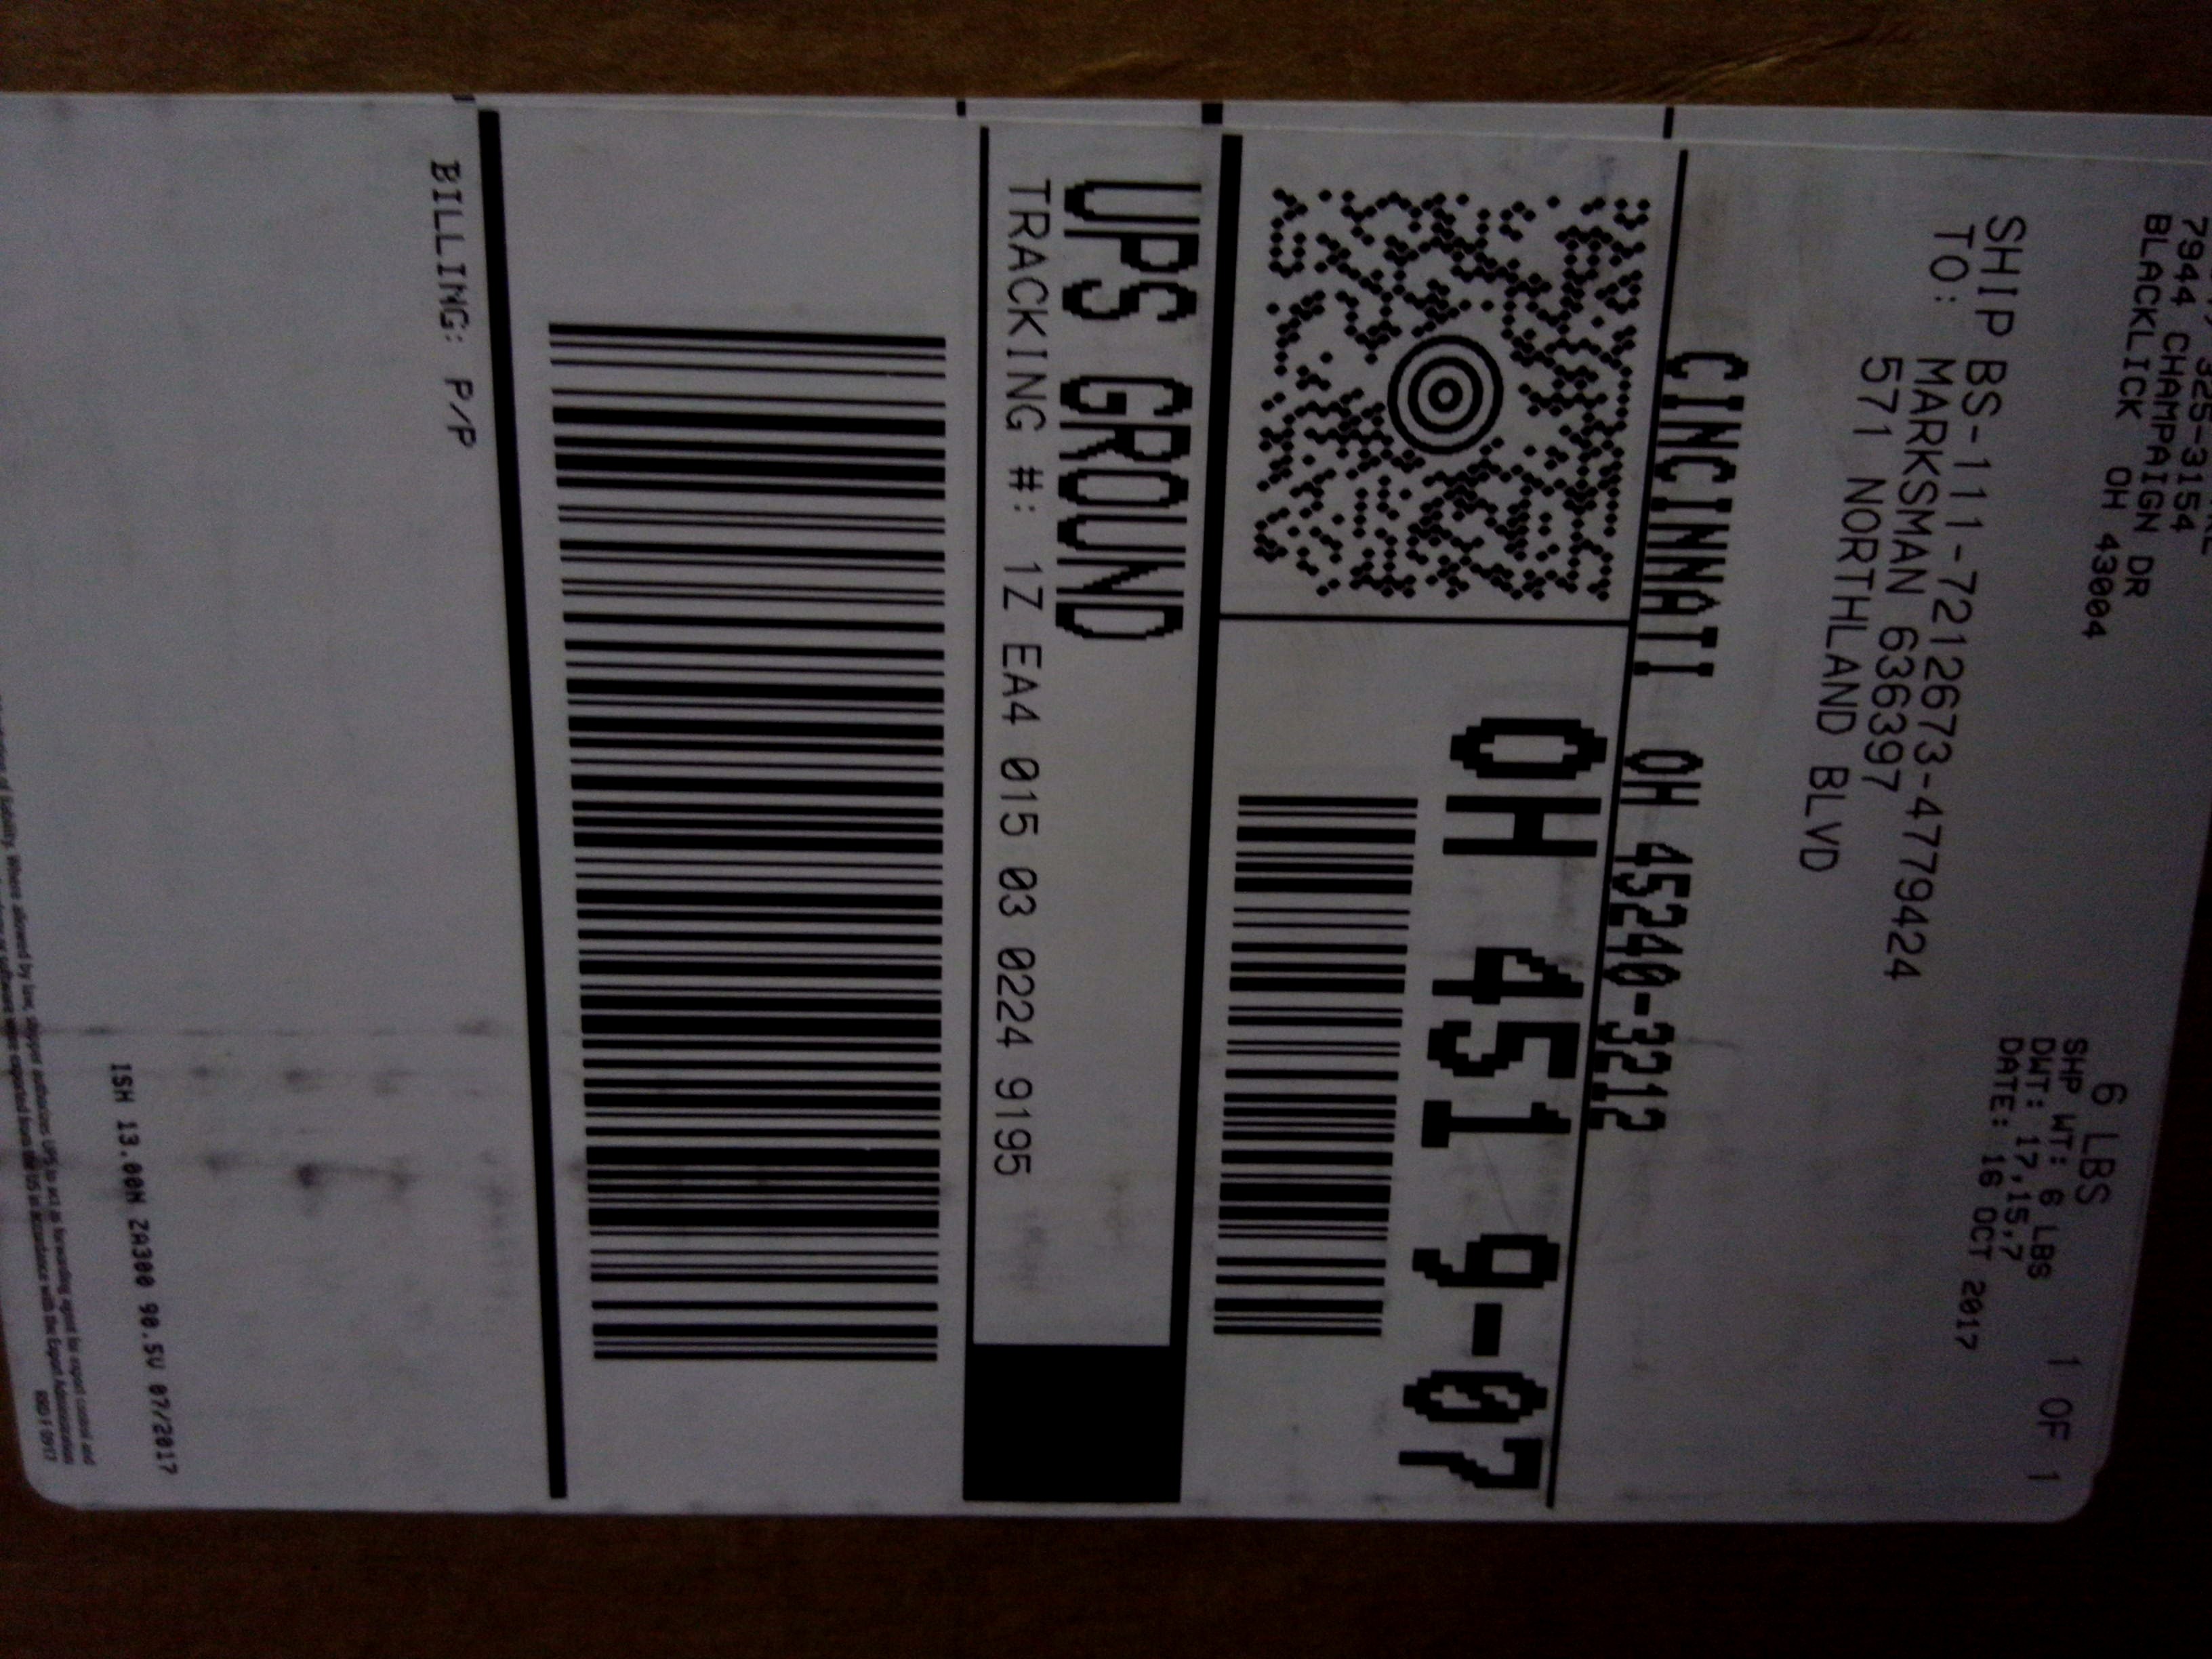 325-3154
7944 CHAMPAIGN DR
BLACKLICK OH 43004
6 LBS
1 OF 1
SHP WT: 6 LBS
DWT: 17,15,7
DATE: 16 OCT 2017
SHIP BS-111-7212673-4779424
TO: MARKSMAN 636397
571 NORTHLAND BLVD
CINCINNATI OH 45240-3212
OH 451 9-07
UPS GROUND
TRACKING #: 1Z EA4 015 03 0224 9195
BILLING: P/P
ISH 13.00N ZA300 90.5V 07/2017